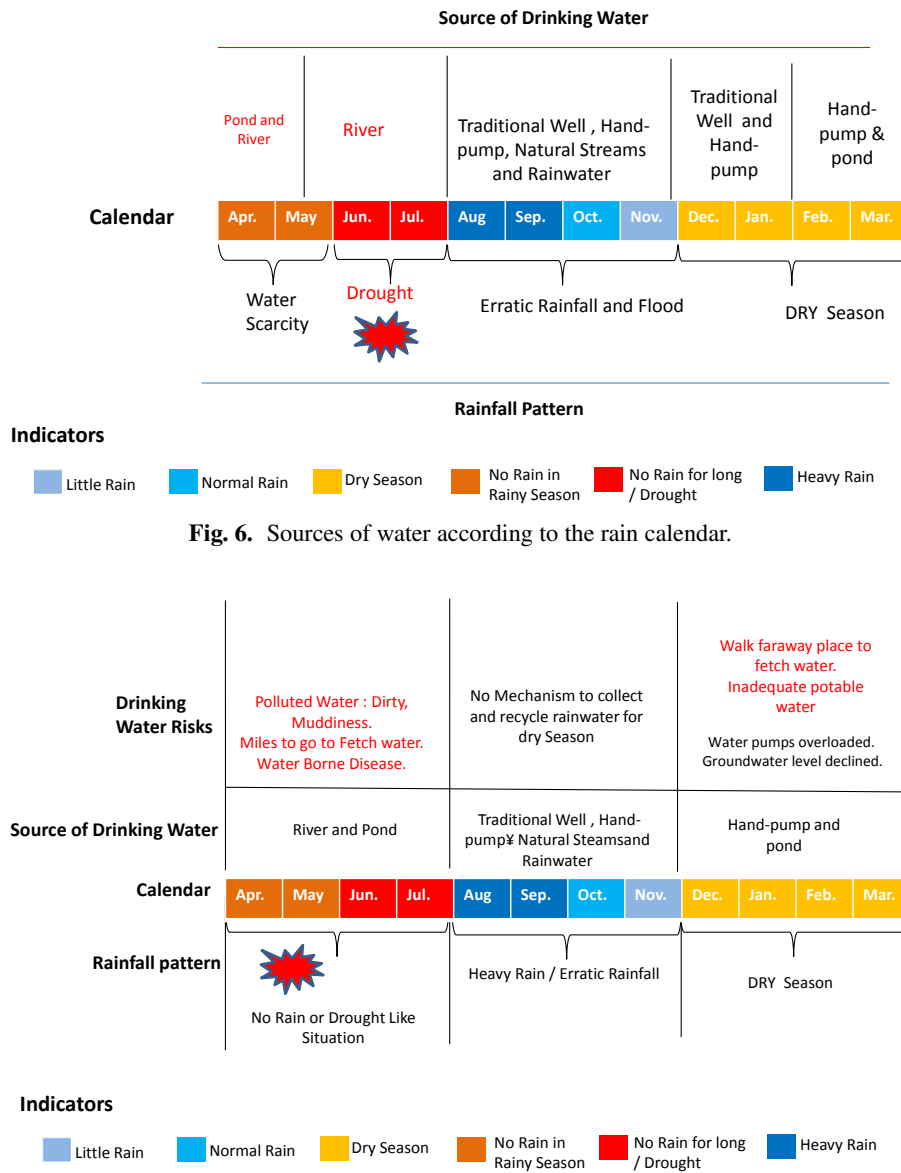 Source of Drinking Water
Pond and
River
River
Traditional Well , Hand-
pump, Natural Streams
and Rainwater
Traditional
Well and
Hand-
pump
Hand-
pump &
pond
Calendar
Apr. May Jun. Jul. Aug Sep. Oct. Nov. Dec. Jan. Feb. Mar.
Water
Scarcity
Drought
Erratic Rainfall and Flood
DRY Season
Rainfall Pattern
Indicators
Little Rain
Normal Rain
Dry Season
No Rain in
Rainy Season
No Rain for long
/ Drought
Heavy Rain
Fig. 6. Sources of water according to the rain calendar.
Drinking
Water Risks
Polluted Water : Dirty,
Muddiness.
Miles to go to Fetch water.
Water Borne Disease.
No Mechanism to collect
and recycle rainwater for
dry Season
Walk faraway place to
fetch water.
Inadequate potable
water
Water pumps overloaded.
Groundwater level declined.
Source of Drinking Water
River and Pond
Traditional Well , Hand-
pump¥ Natural Steamsand
Rainwater
Hand-pump and
pond
Calendar
Apr. May Jun. Jul. Aug Sep. Oct. Nov. Dec. Jan. Feb. Mar.
Rainfall pattern
No Rain or Drought Like
Situation
Heavy Rain / Erratic Rainfall
DRY Season
Indicators
Little Rain
Normal Rain
Dry Season
No Rain in
Rainy Season
No Rain for long
/ Drought
Heavy Rain